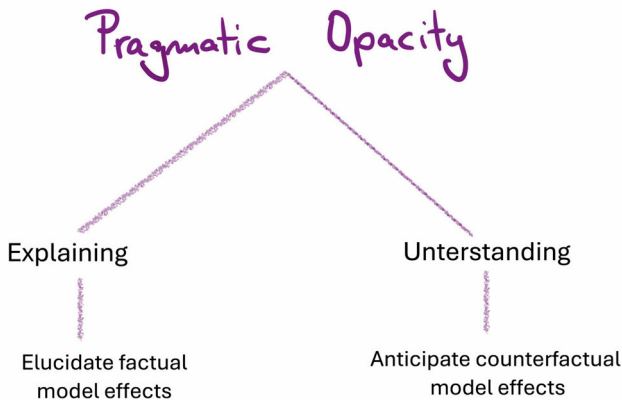 Pragmatic Opacity
Explaining
Unterstanding
Elucidate factual
model effects
Anticipate counterfactual
model effects